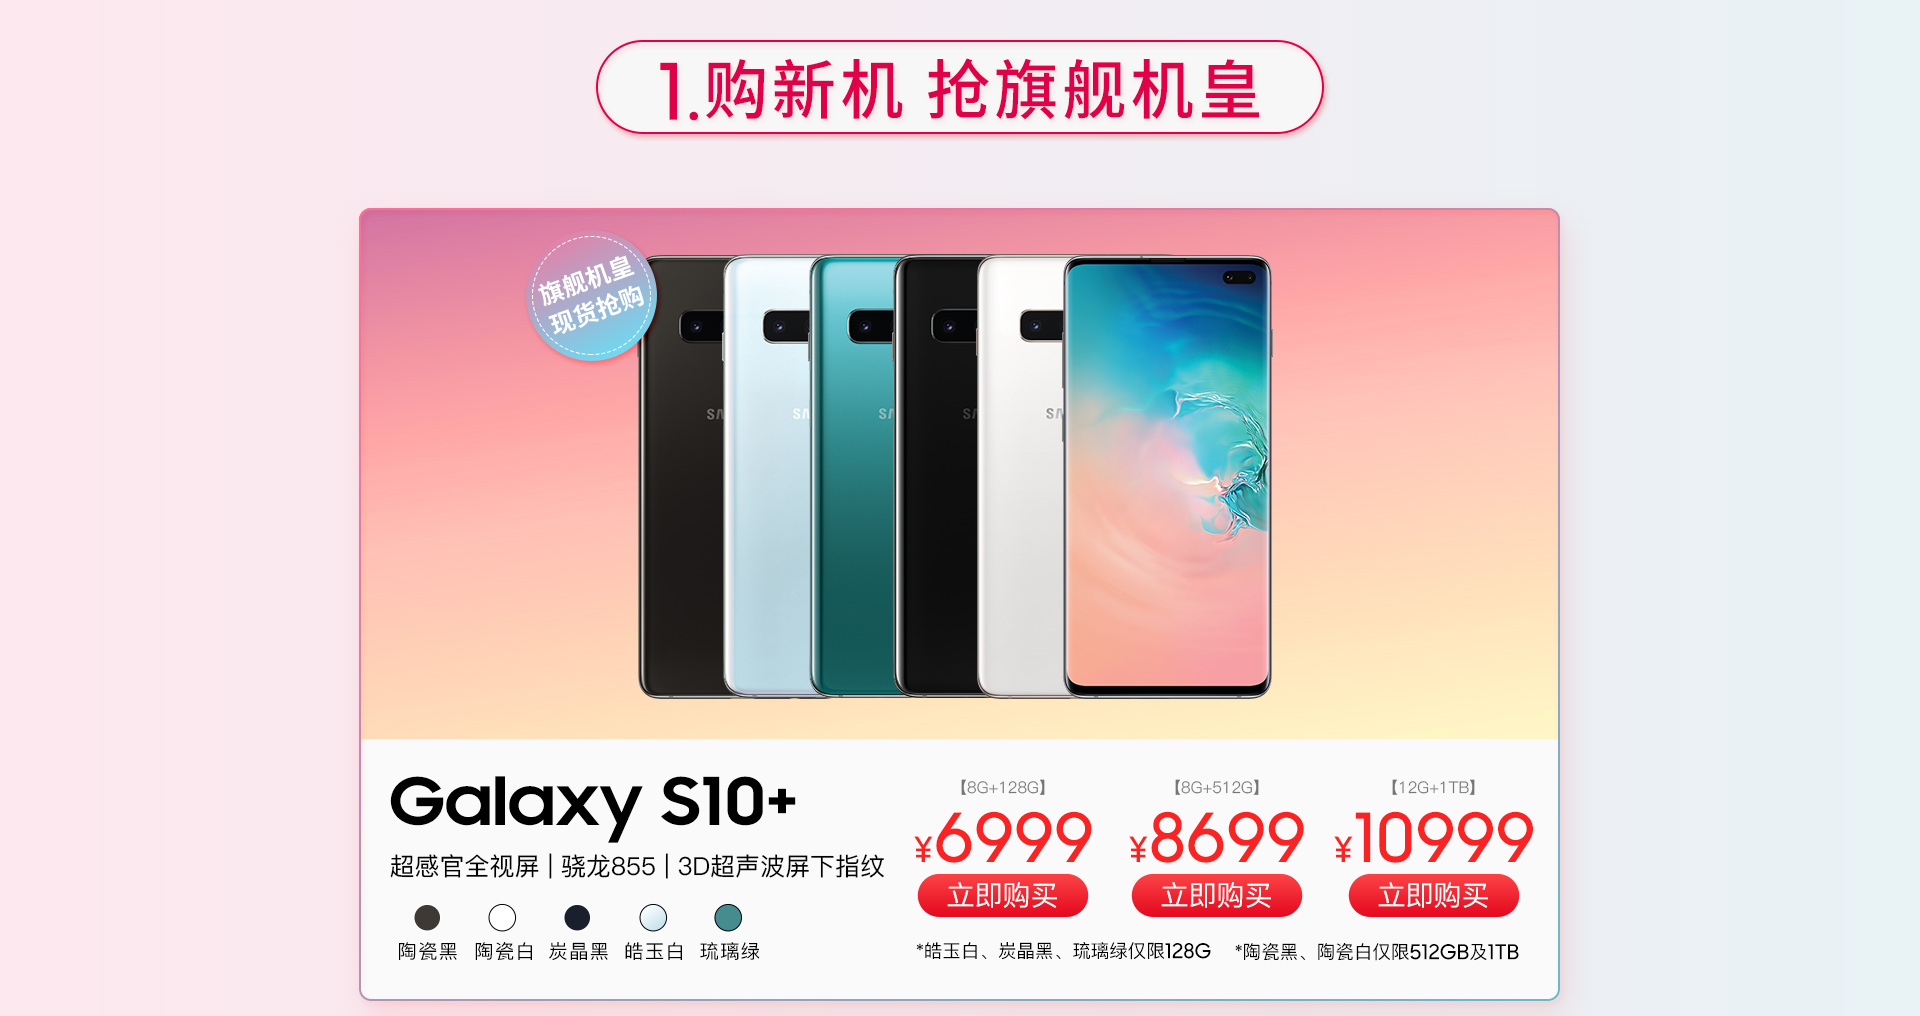 1.购新机 抢旗舰机皇
旗舰机皇
现货抢购
SA
SA
SA
SA
SA
Galaxy S10+
超感官全视屏 | 骁龙855 | 3D超声波屏下指纹
陶瓷黑 陶瓷白 炭晶黑 皓玉白 琉璃绿
【8G+128G】 【8G+512G】 【12G+1TB】
¥6999 ¥8699 ¥10999
立即购买 立即购买 立即购买
*皓玉白、炭晶黑、琉璃绿仅限128G *陶瓷黑、陶瓷白仅限512GB及1TB